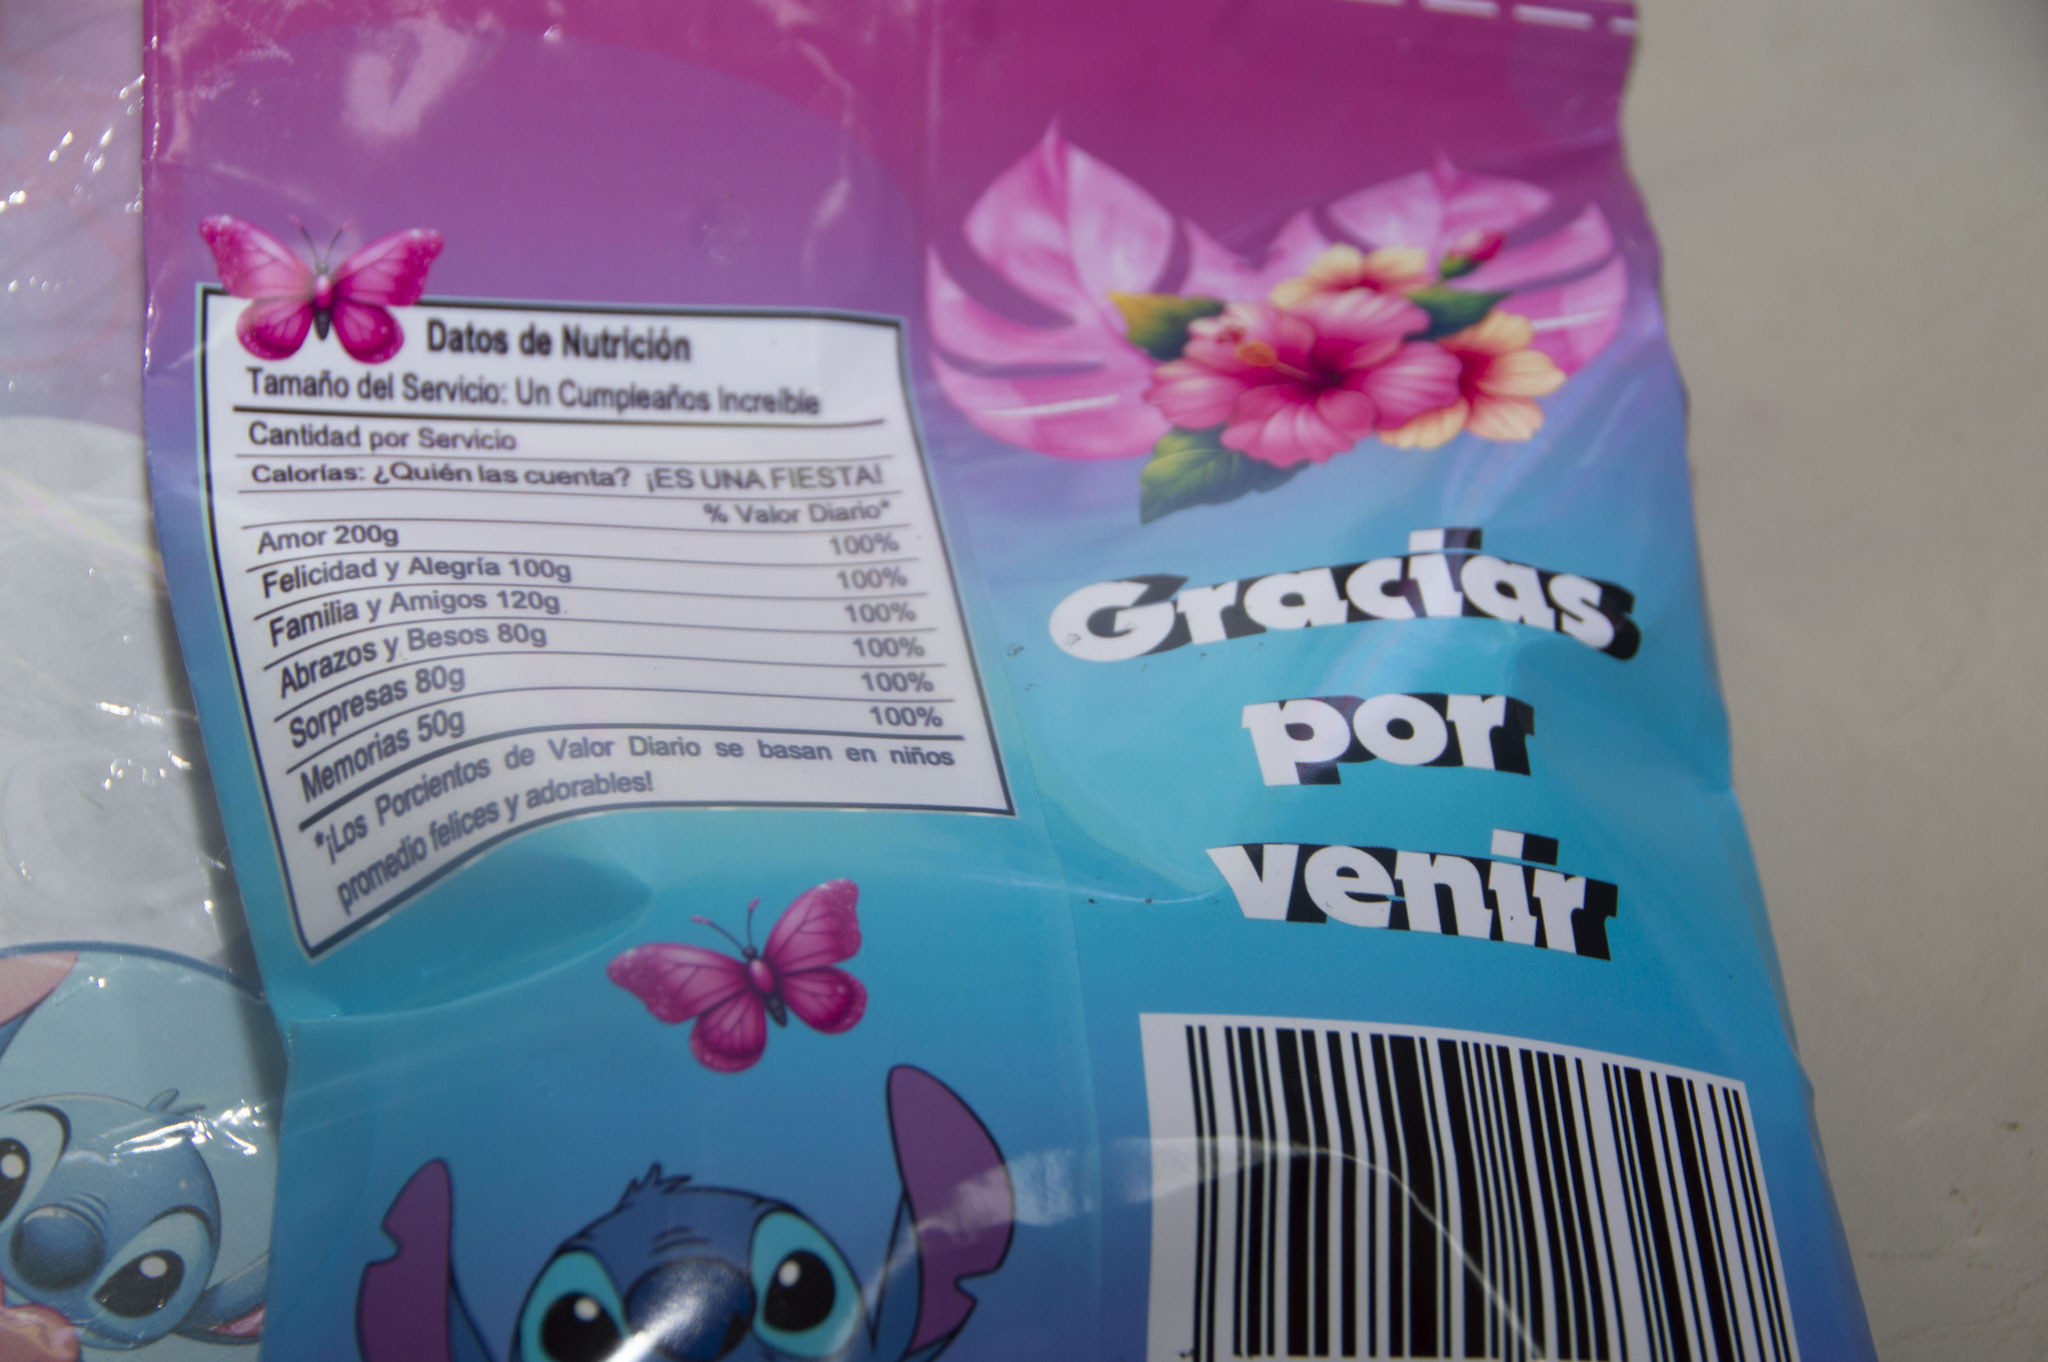 Datos de Nutrición
Tamaño del Servicio: Un Cumpleaños Increíble
Cantidad por Servicio
Calorías: ¿Quién las cuenta? ¡ES UNA FIESTA!
% Valor Diario*
Amor 200g 100%
Felicidad y Alegría 100g 100%
Familia y Amigos 120g. 100%
Abrazos y Besos 80g 100%
Sorpresas 80g 100%
Memorias 50g 100%
*¡Los Porcientos de Valor Diario se basan en niños
promedio felices y adorables!
Gracias
por
venir